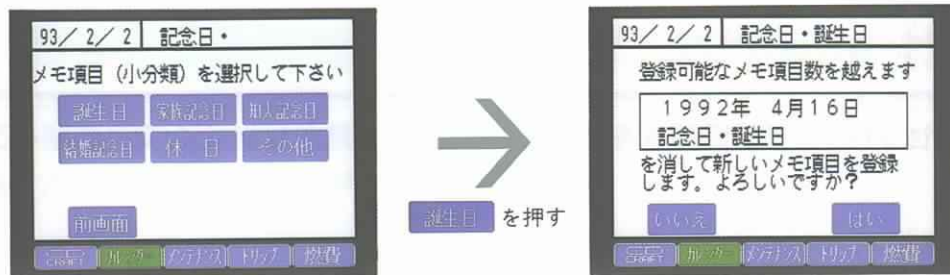 93/ 2/ 2 記念日・
メモ項目（小分類）を選択して下さい
誕生日 家族記念日 知人記念日
結婚記念日 休 日 その他
前画面
CRAFT カレンダー メンテナンス トリップ 燃費
誕生日 を押す
93/ 2/ 2 記念日・誕生日
登録可能なメモ項目数を越えます
1992年 4月16日
記念日・誕生日
を消して新しいメモ項目を登録
します。よろしいですか？
いいえ はい
CRAFT カレンダー メンテナンス トリップ 燃費